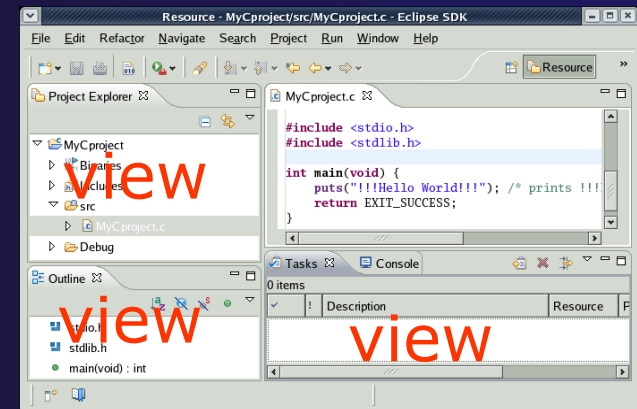 Resource - MyCproject/src/MyCproject.c - Eclipse SDK
File Edit Refactor Navigate Search Project Run Window Help
010 Resource »
Project Explorer
MyCproject
Binaries
Includes
src
MyCproject.c
Debug
view
MyCproject.c
#include <stdio.h>
#include <stdlib.h>
int main(void) {
puts("!!!Hello World!!!"); /* prints !!!
return EXIT_SUCCESS;
}
Outline
stdio.h
stdlib.h
main(void) : int
view
Tasks Console
0 items
! Description Resource P
view